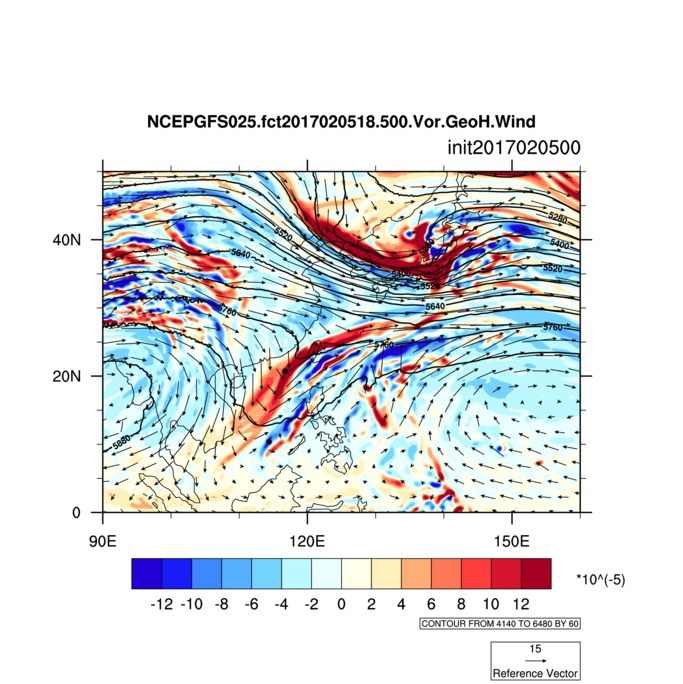 NCEPGFS025.fct2017020518.500.Vor.GeoH.Wind
init2017020500
40N
20N
0
90E 120E 150E
5280
5520
5400
5640
5520
5400
5520
5640
5760
5760
5760
5880
-12 -10 -8 -6 -4 -2 0 2 4 6 8 10 12
*10^(-5)
CONTOUR FROM 4140 TO 6480 BY 60
15
Reference Vector